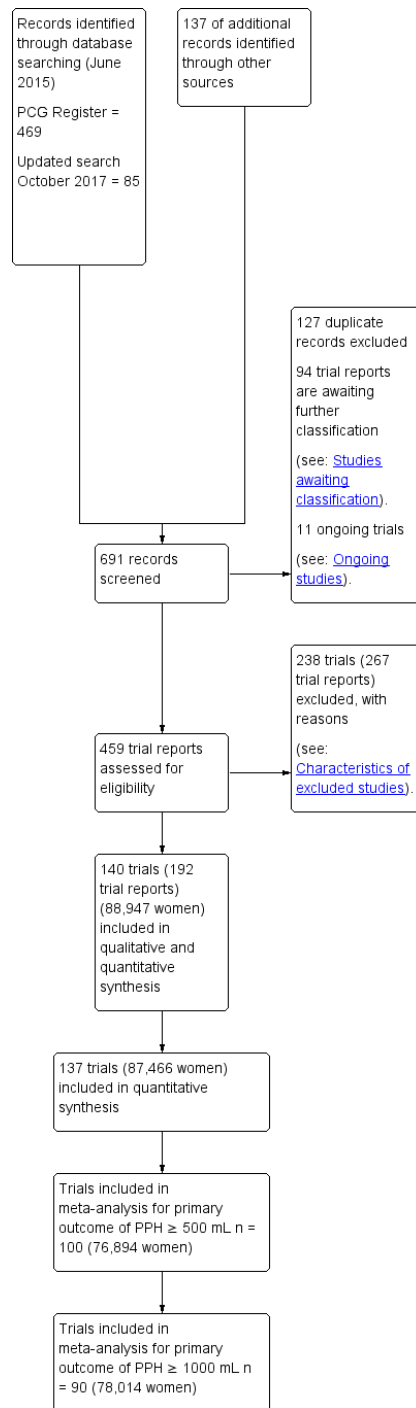 Records identified
through database
searching (June
2015)
PCG Register =
469
Updated search
October 2017 = 85
137 of additional
records identified
through other
sources
127 duplicate
records excluded
94 trial reports
are awaiting
further
classification
(see: Studies
awaiting
classification).
11 ongoing trials
(see: Ongoing
studies).
691 records
screened
238 trials (267
trial reports)
excluded, with
reasons
(see:
Characteristics of
excluded studies).
459 trial reports
assessed for
eligibility
140 trials (192
trial reports)
(88,947 women)
included in
qualitative and
quantitative
synthesis
137 trials (87,466 women)
included in quantitative
synthesis
Trials included in
meta-analysis for primary
outcome of PPH ≥ 500 mL n =
100 (76,894 women)
Trials included in
meta-analysis for primary
outcome of PPH ≥ 1000 mL n
= 90 (78,014 women)